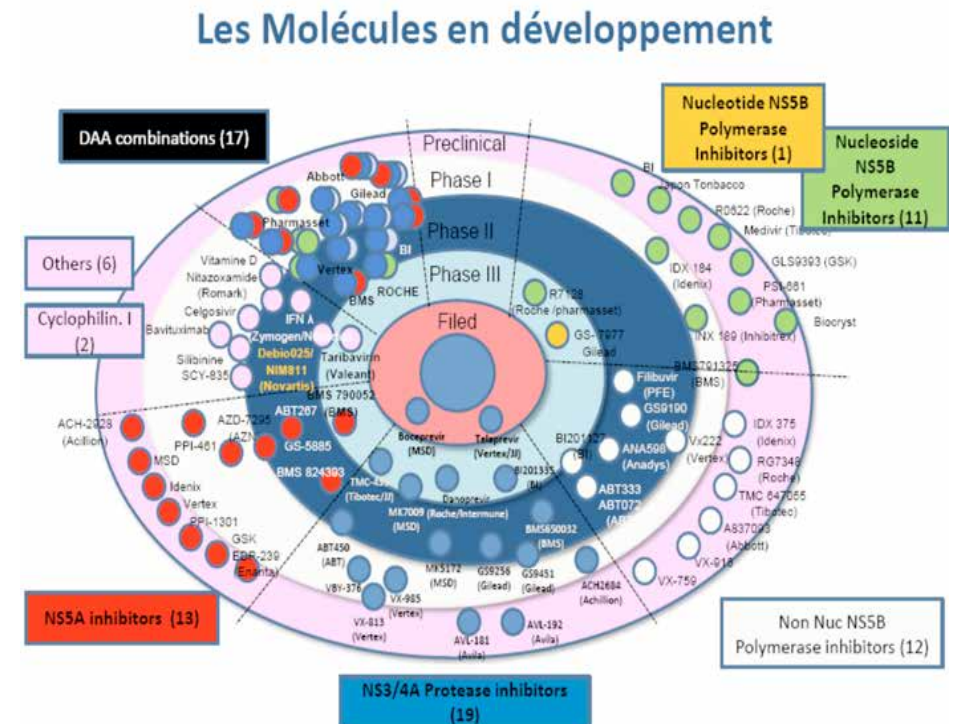 Les Molécules en développement
DAA combinations (17)
Nucleotide NS5B
Polymerase
Inhibitors (1)
Nucleoside
NS5B
Polymerase
Inhibitors (11)
Others (6)
Cyclophilin. I
(2)
NS5A inhibitors (13)
NS3/4A Protease inhibitors
(19)
Non Nuc NS5B
Polymerase inhibitors (12)
Preclinical
Phase I
Phase II
Phase III
Filed
Abbott
Gilead
Pharmasset
BI
Vertex
ROCHE
BMS
Vitamine D
Nitazoxamide
(Romark)
Celgosivir
Bavituximab
Silibinine
SCY-835
IFN λ
Debio025/
NIM811
(Novartis)
Taribavirin
(Valeant)
BMS 790052
(BMS)
ACH-2928
(Acillion)
AZD-7295
PPI-461
ABT267
GS-5885
BMS 824393
MSD
Idenix
Vertex
PPI-1301
GSK
EDP-239
(Enanta)
Boceprevir
(MSD)
Telaprevir
(Vertex/JJ)
(Tibotec/JJ)
Danoprevir
(Roche/Intermune)
MK7009
(MSD)
BI201335
(BI)
BMS650032
(BMS)
ABT450
(ABT)
VBY-376
VX-985
(Vertex)
VX-813
(Vertex)
MK5172
(MSD)
GS9256
(Gilead)
GS9451
(Gilead)
ACH2684
(Achillion)
AVL-181
(Avila)
AVL-192
(Avila)
BI
Japon Tonbacco
R0622 (Roche)
GLS9393 (GSK)
IDX 184
(Idenix)
PSI-661
(Pharmasset)
Biocryst
INX 189 (Inhibitrex)
R7128
(Roche /pharmasset)
GS- 7977
Gilead
BMS791325
(BMS)
Filibuvir
(PFE)
GS9190
(Gilead)
Vx222
(Vertex)
ANA598
(Anadys)
BI201127
(BI)
ABT333
ABT072
IDX 375
(Idenix)
RG7348
(Roche)
TMC 647055
(Tibotec)
A837093
(Abbott)
VX-916
VX-759